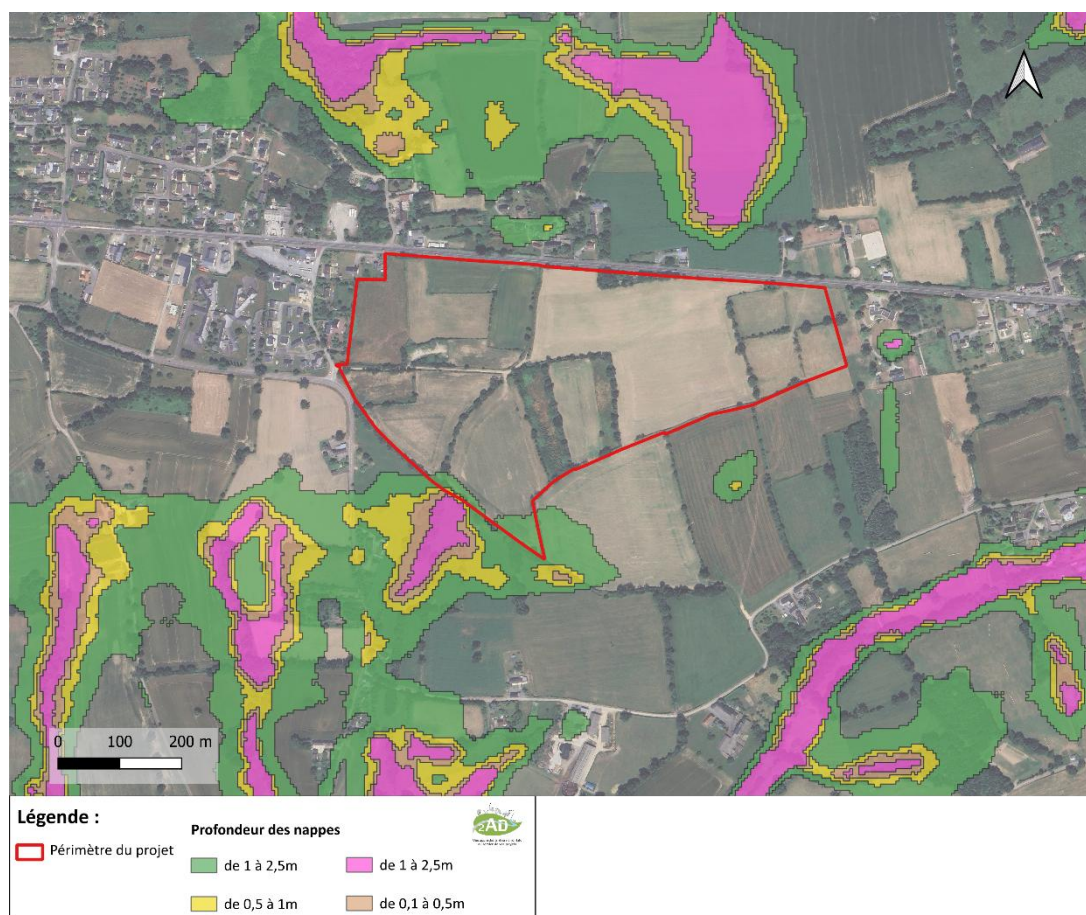 0 100 200 m
Légende :
Périmètre du projet
Profondeur des nappes
de 1 à 2,5m
de 1 à 2,5m
de 0,5 à 1m
de 0,1 à 0,5m
2AD